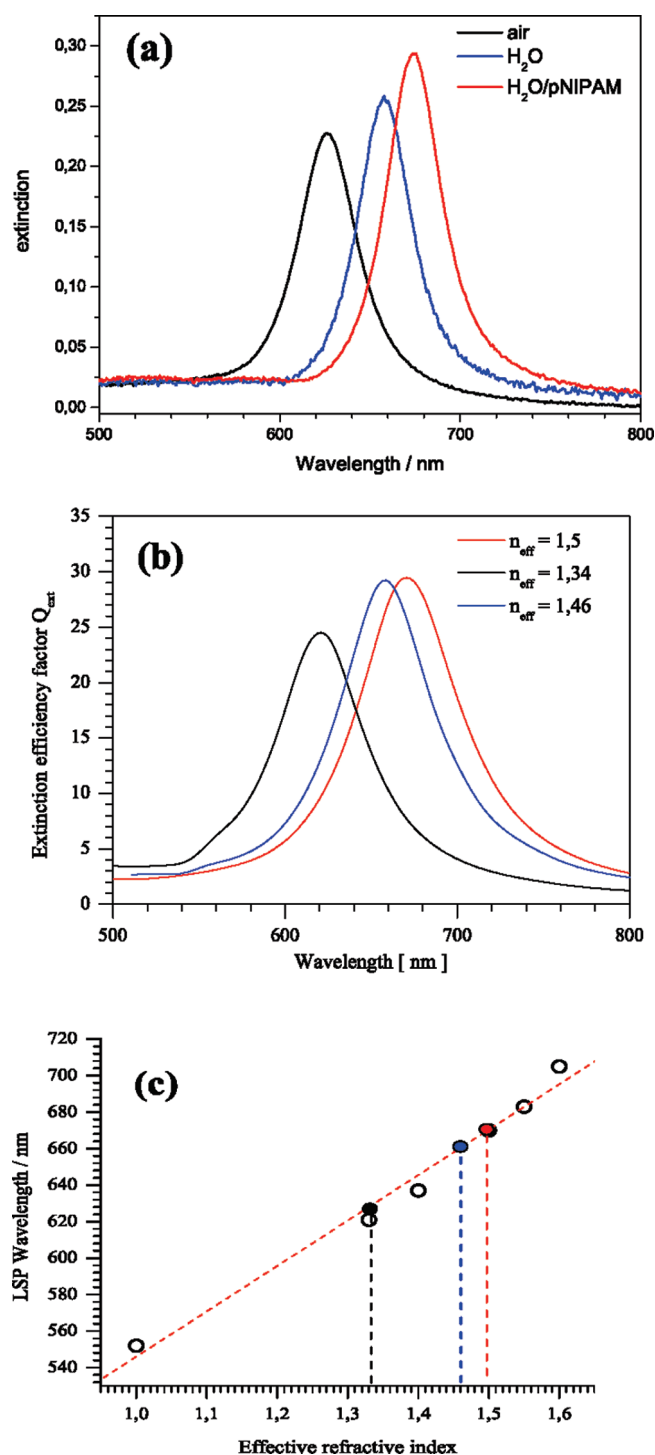 (a)
air
H₂O
H₂O/pNIPAM
0,30
0,25
0,20
0,15
0,10
0,05
0,00
extinction
500 600 700 800
Wavelength / nm
(b)
n_eff = 1,5
n_eff = 1,34
n_eff = 1,46
35
30
25
20
15
10
5
0
Extinction efficiency factor Q_ext
500 600 700 800
Wavelength [ nm ]
(c)
720
700
680
660
640
620
600
580
560
540
LSP Wavelength / nm
1,0 1,1 1,2 1,3 1,4 1,5 1,6
Effective refractive index